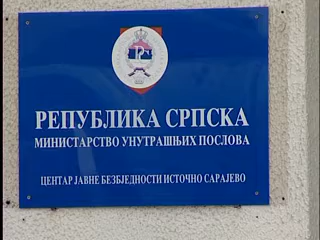 РЕПУБЛИКА СРПСКА
МИНИСТАРСТВО УНУТРАШЊИХ ПОСЛОВА
ЦЕНТАР ЈАВНЕ БЕЗБЈЕДНОСТИ ИСТОЧНО САРАЈЕВО